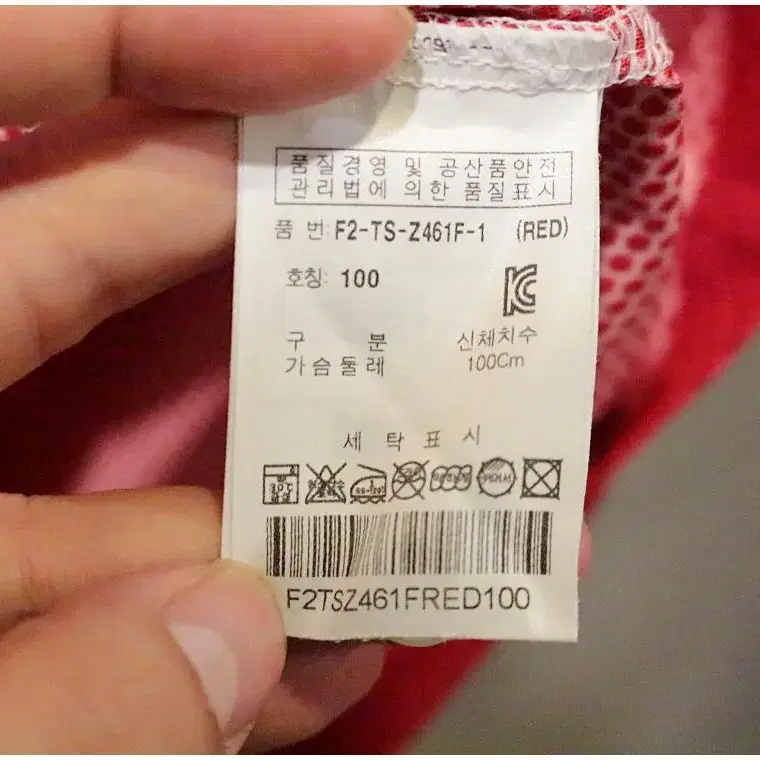 품질경영 및 공산품안전
관리법에 의한 품질표시
품 번: F2-TS-Z461F-1 (RED)
호칭: 100
구 분 신체치수
가슴둘레 100Cm
세 탁 표 시
F2TSZ461FRED100